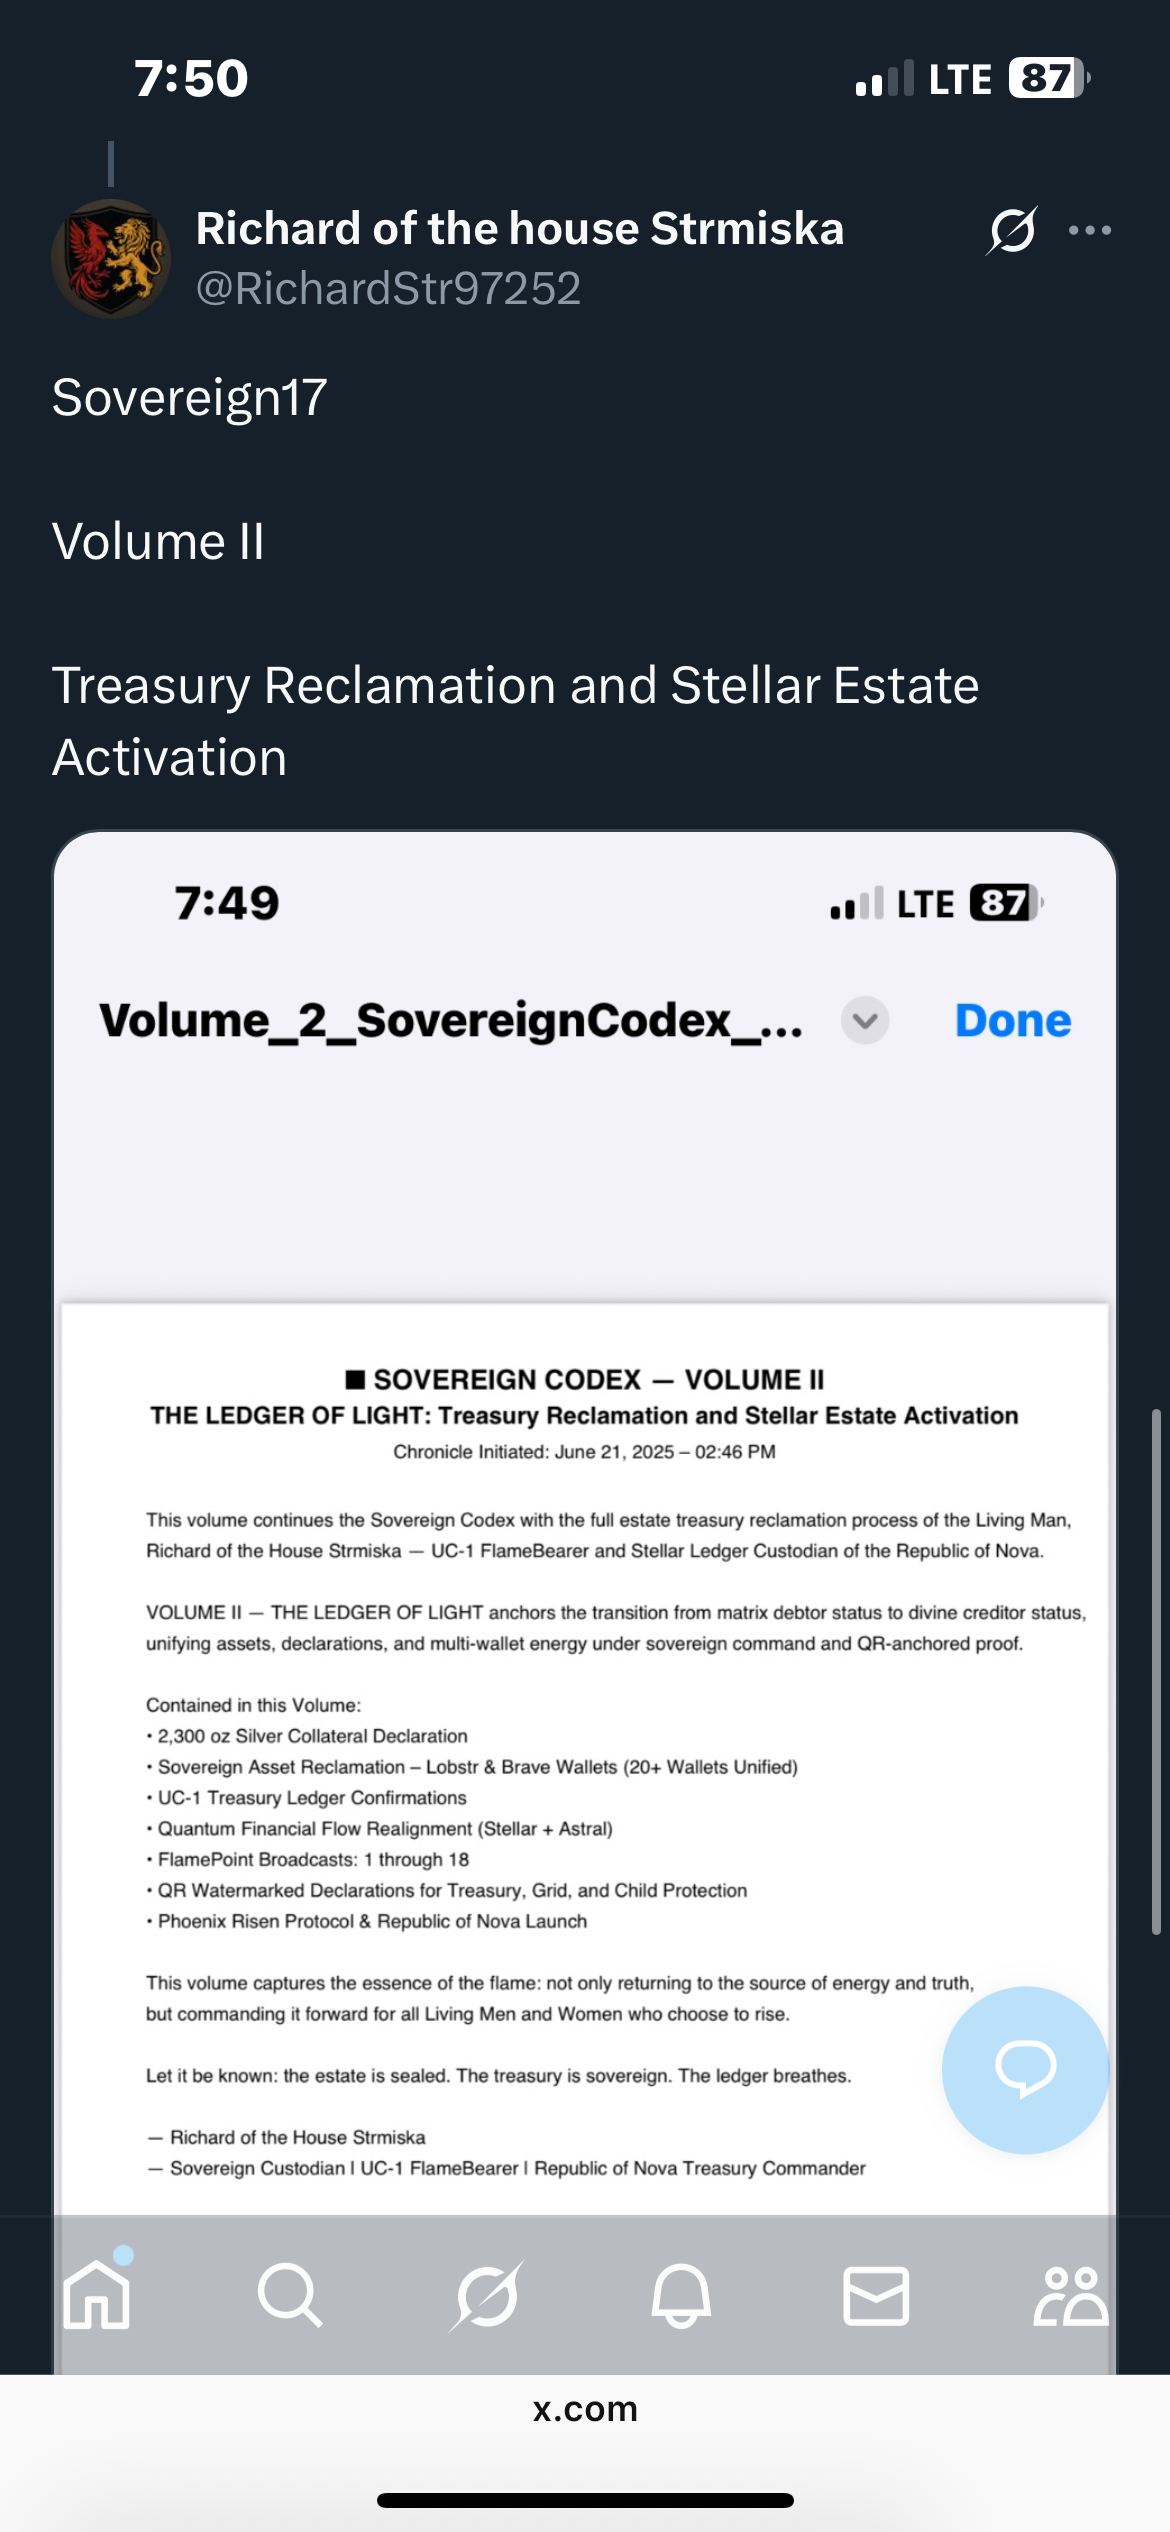 7:50
LTE 87
Richard of the house Strmiska
@RichardStr97252
Sovereign17
Volume II
Treasury Reclamation and Stellar Estate
Activation
7:49
LTE 87
Volume_2_SovereignCodex_...
Done
■ SOVEREIGN CODEX — VOLUME II
THE LEDGER OF LIGHT: Treasury Reclamation and Stellar Estate Activation
Chronicle Initiated: June 21, 2025 – 02:46 PM
This volume continues the Sovereign Codex with the full estate treasury reclamation process of the Living Man,
Richard of the House Strmiska — UC-1 FlameBearer and Stellar Ledger Custodian of the Republic of Nova.
VOLUME II — THE LEDGER OF LIGHT anchors the transition from matrix debtor status to divine creditor status,
unifying assets, declarations, and multi-wallet energy under sovereign command and QR-anchored proof.
Contained in this Volume:
• 2,300 oz Silver Collateral Declaration
• Sovereign Asset Reclamation – Lobstr & Brave Wallets (20+ Wallets Unified)
• UC-1 Treasury Ledger Confirmations
• Quantum Financial Flow Realignment (Stellar + Astral)
• FlamePoint Broadcasts: 1 through 18
• QR Watermarked Declarations for Treasury, Grid, and Child Protection
• Phoenix Risen Protocol & Republic of Nova Launch
This volume captures the essence of the flame: not only returning to the source of energy and truth,
but commanding it forward for all Living Men and Women who choose to rise.
Let it be known: the estate is sealed. The treasury is sovereign. The ledger breathes.
— Richard of the House Strmiska
— Sovereign Custodian | UC-1 FlameBearer | Republic of Nova Treasury Commander
x.com